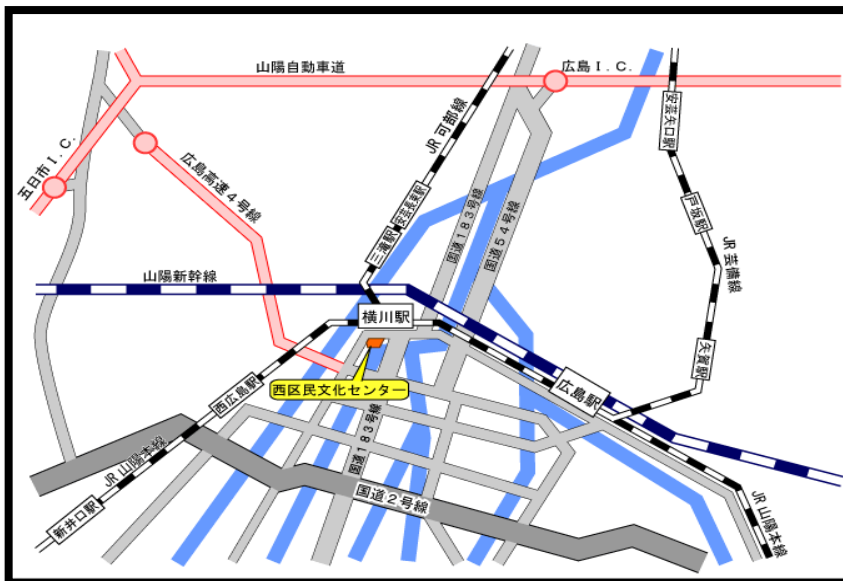 山陽自動車道
広島Ｉ.Ｃ.
五日市Ｉ.Ｃ.
広島高速４号線
JR可部線
安芸長束駅
三滝駅
国道１８３号線
国道５４号線
安芸矢口駅
戸坂駅
JR芸備線
矢賀駅
山陽新幹線
横川駅
西広島駅
西区民文化センター
広島駅
国道１８３号線
JR山陽本線
新井口駅
国道２号線
JR山陽本線